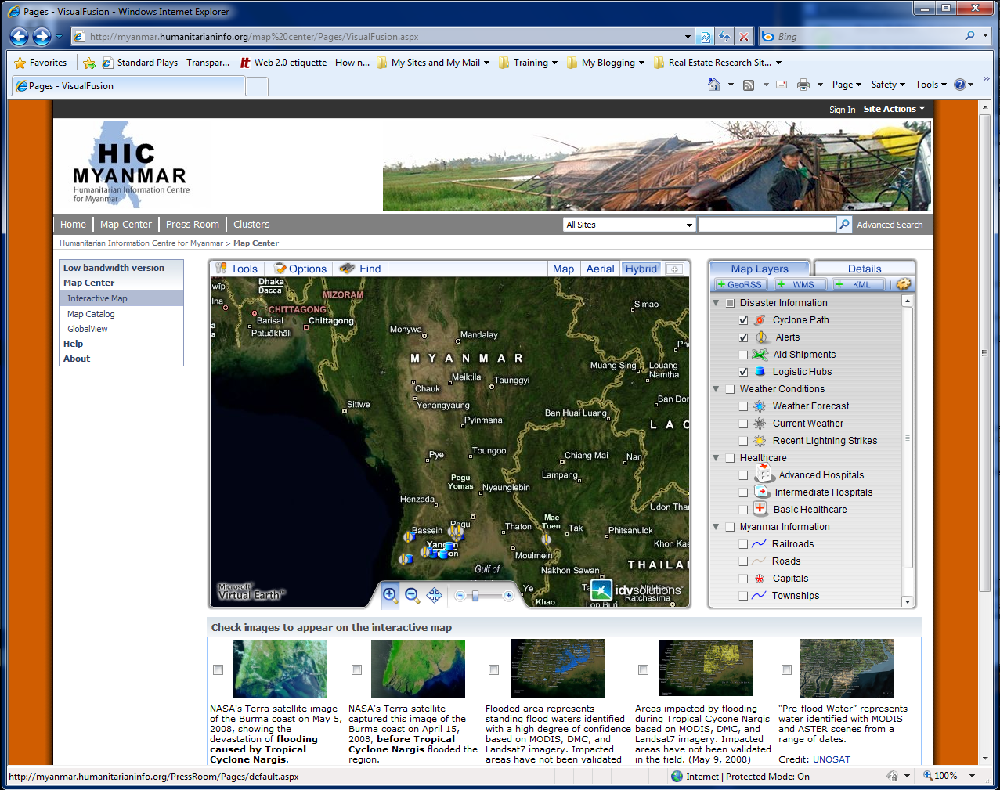 Pages - VisualFusion - Windows Internet Explorer
http://myanmar.humanitarianinfo.org/map%20center/Pages/VisualFusion.aspx
Bing
Favorites
Standard Plays - Transpar...
Web 2.0 etiquette - How n...
My Sites and My Mail
Training
My Blogging
Real Estate Research Sit...
Pages - VisualFusion
Page
Safety
Tools
Sign In
Site Actions
HIC
MYANMAR
Humanitarian Information Centre
for Myanmar
Home
Map Center
Press Room
Clusters
All Sites
Advanced Search
Humanitarian Information Centre for Myanmar > Map Center
Low bandwidth version
Map Center
Interactive Map
Map Catalog
GlobalView
Help
About
Tools
Options
Find
Map
Aerial
Hybrid
Dhaka
Dacca
MIZORAM
CHITTAGONG
Barisal
Chittagong
Patuākhāli
Simao
Monywa
Mandalay
MYANMAR
Muang Sing
Louang
Namtha
Meiktila
Taunggyi
Chauk
Yenangyaung
Sittwe
Ban Huai Luang
Ban Don
Pyinmana
LAC
Pye
Toungoo
Chiang Mai
Nan
Pegu
Yomas
Lampang
Nyaunglebin
Henzada
Udon Than
Mae
Tuen
Pegu
Bassein
Thaton
Tak
Phitsanulok
Khon Kae
Moulmein
THAILA
Gulf of
Nakhon Sawan
Ye
Khao
Lop Buri
Ratchasima
Microsoft
Virtual Earth™
idvsolutions
Map Layers
Details
GeoRSS
WMS
KML
Disaster Information
Cyclone Path
Alerts
Aid Shipments
Logistic Hubs
Weather Conditions
Weather Forecast
Current Weather
Recent Lightning Strikes
Healthcare
Advanced Hospitals
Intermediate Hospitals
Basic Healthcare
Myanmar Information
Railroads
Roads
Capitals
Townships
Check images to appear on the interactive map
NASA's Terra satellite image
of the Burma coast on May 5,
2008, showing the
devastation of flooding
caused by Tropical
Cyclone Nargis.
NASA's Terra satellite
captured this image of the
Burma coast on April 15,
2008, before Tropical
Cyclone Nargis flooded the
region.
Flooded area represents
standing flood waters identified
with a high degree of confidence
based on MODIS, DMC, and
Landsat7 imagery. Impacted
areas have not been validated
Areas impacted by flooding
during Tropical Cycone Nargis
based on MODIS, DMC, and
Landsat7 imagery. Impacted
areas have not been validated
in the field. (May 9, 2008)
“Pre-flood Water” represents
water identified with MODIS
and ASTER scenes from a
range of dates.
Credit: UNOSAT
http://myanmar.humanitarianinfo.org/PressRoom/Pages/default.aspx
Internet | Protected Mode: On
100%